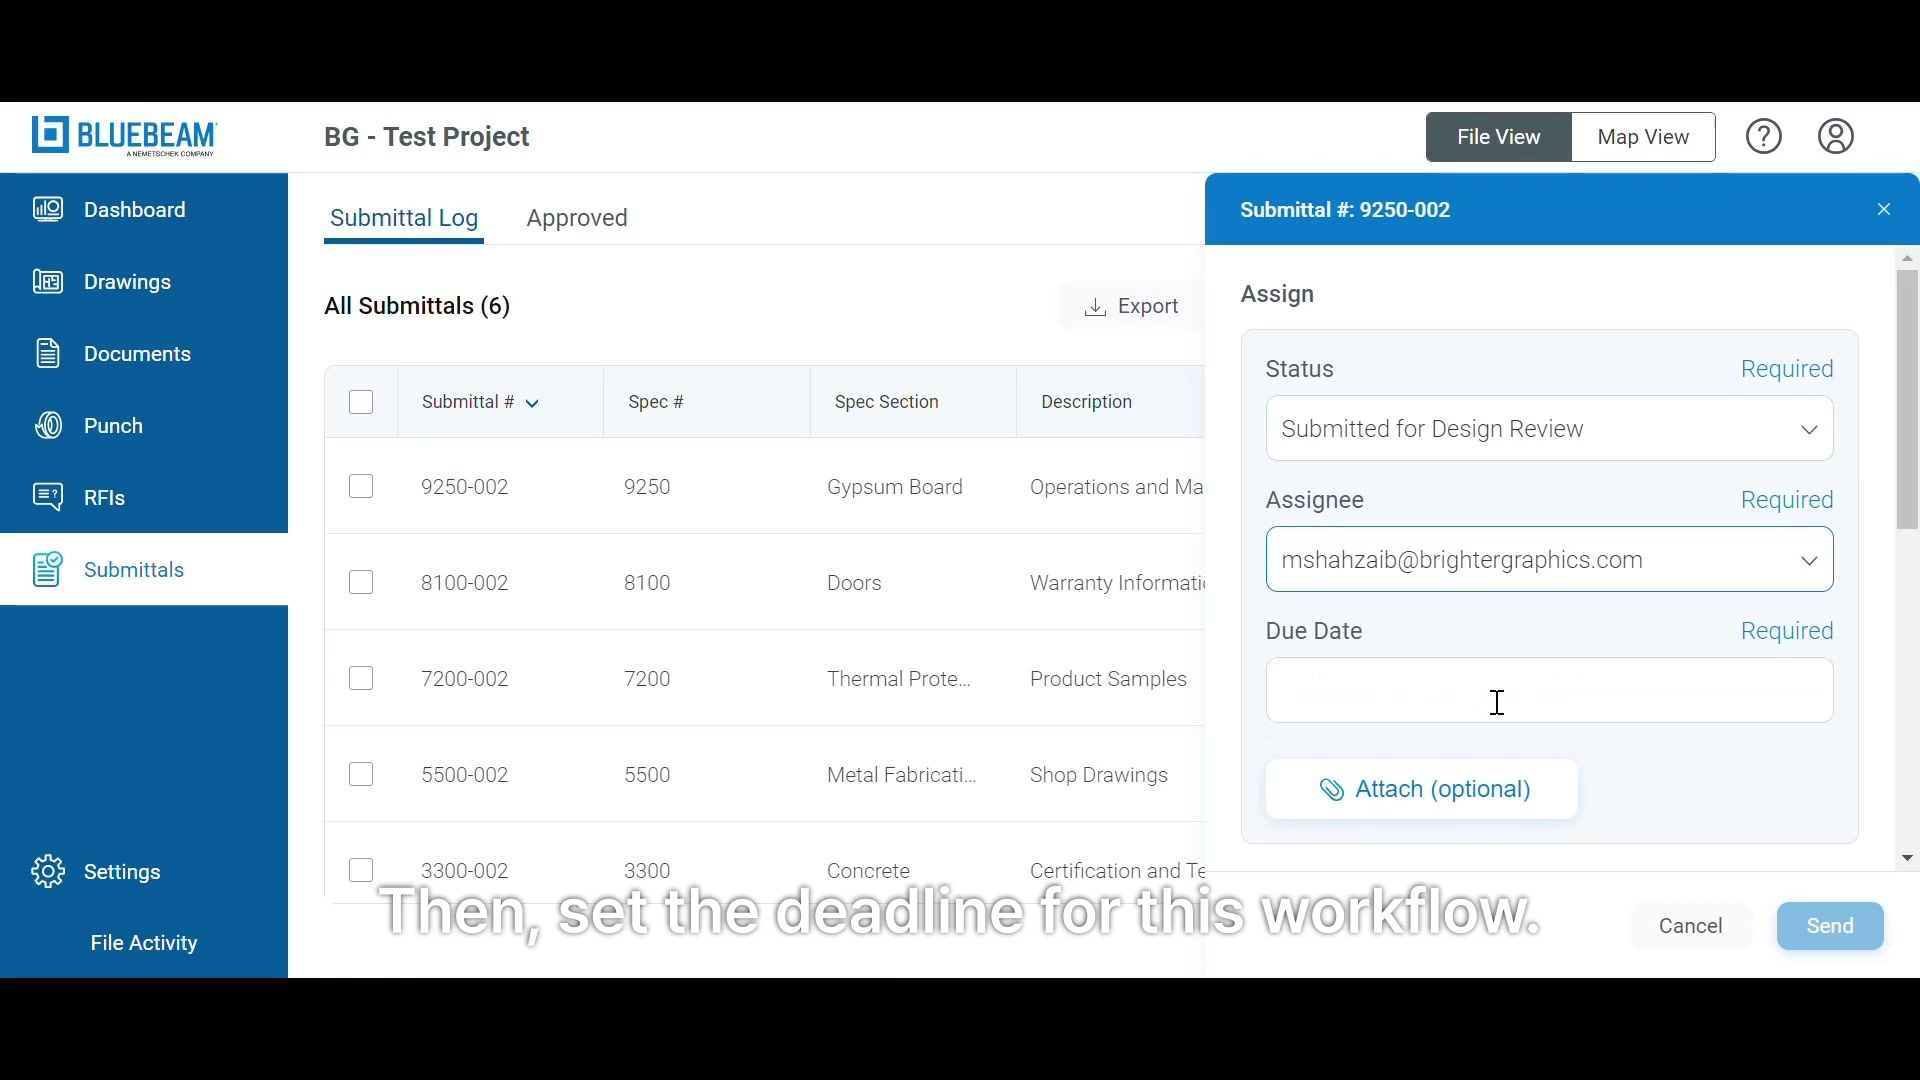 BLUEBEAM
A NEMETSCHEK COMPANY
BG - Test Project
File View
Map View
Dashboard
Drawings
Documents
Punch
RFIs
Submittals
Settings
File Activity
Submittal Log
Approved
All Submittals (6)
Export
Submittal # Spec # Spec Section Description
9250-002 9250 Gypsum Board Operations and Ma
8100-002 8100 Doors Warranty Informati
7200-002 7200 Thermal Prote... Product Samples
5500-002 5500 Metal Fabricati... Shop Drawings
3300-002 3300 Concrete Certification and Te
Submittal #: 9250-002
Assign
Status Required
Submitted for Design Review
Assignee Required
mshahzaib@brightergraphics.com
Due Date Required
Attach (optional)
Cancel
Send
Then, set the deadline for this workflow.